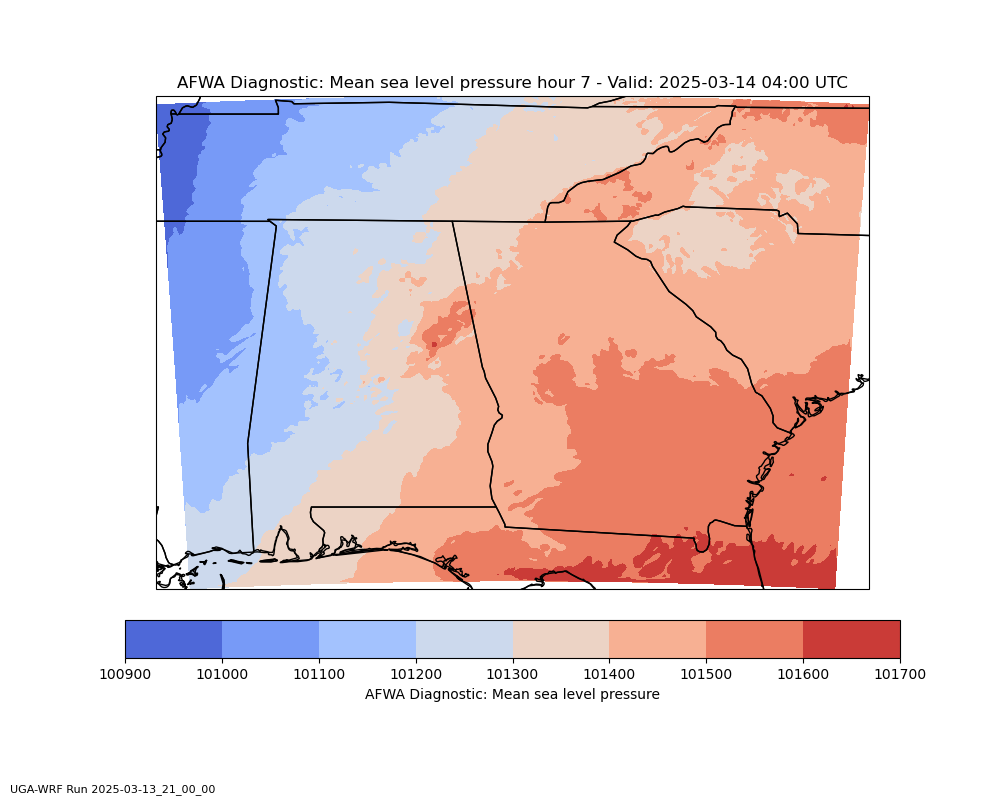 AFWA Diagnostic: Mean sea level pressure hour 7 - Valid: 2025-03-14 04:00 UTC
100900 101000 101100 101200 101300 101400 101500 101600 101700
AFWA Diagnostic: Mean sea level pressure
UGA-WRF Run 2025-03-13_21_00_00